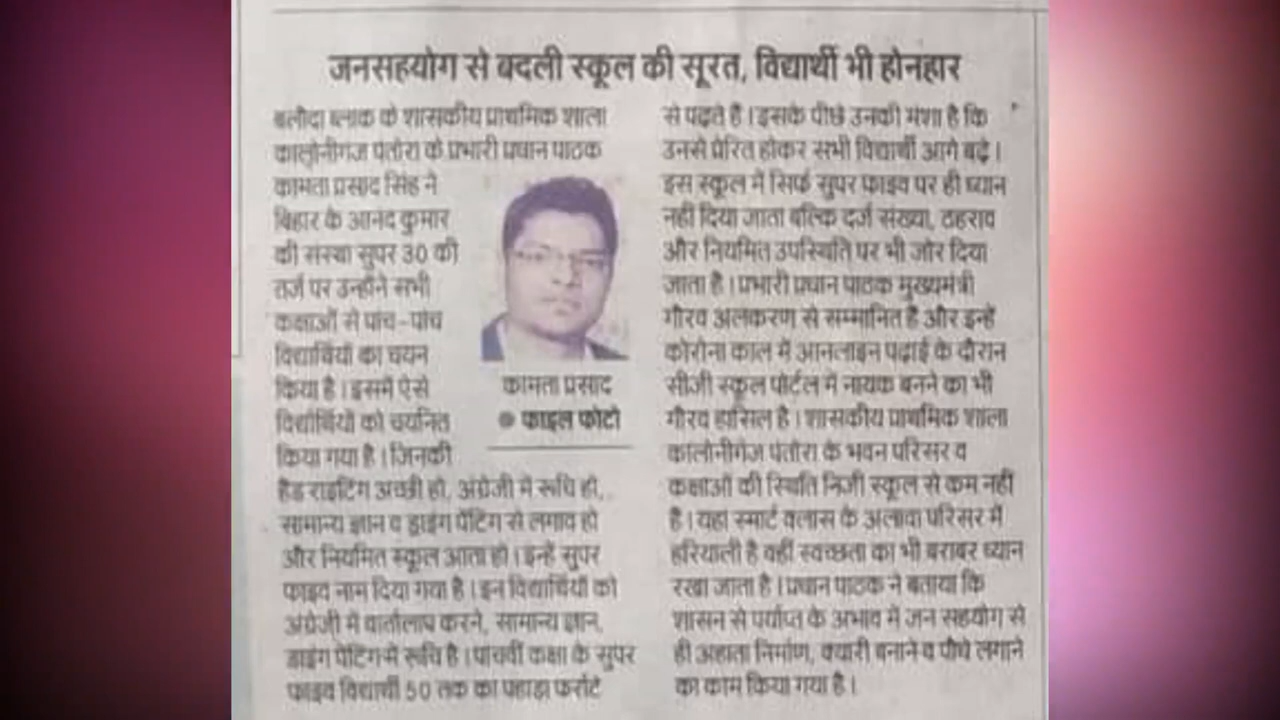 जनसहयोग से बदली स्कूल की सूरत, विद्यार्थी भी होनहार
बलौदा ब्लाक के शासकीय प्राथमिक शाला
कालोनीगंज पंतोरा के प्रभारी प्रधान पाठक
कामता प्रसाद सिंह ने
बिहार के आनंद कुमार
की संस्था सुपर 30 की
तर्ज पर उन्होंने सभी
कक्षाओं से पांच-पांच
विद्यार्थियों का चयन
किया है। इसमें ऐसे
विद्यार्थियों को चयनित
किया गया है। जिनकी
हैंड राइटिंग अच्छी हो, अंग्रेजी में रूचि हो,
सामान्य ज्ञान व ड्राइंग पेंटिंग से लगाव हो
और नियमित स्कूल आता हो। इन्हें सुपर
फाइव नाम दिया गया है। इन विद्यार्थियों को
अंग्रेजी में वार्तालाप करने, सामान्य ज्ञान,
ड्राइंग पेंटिंग में रूचि है। पांचवीं कक्षा के सुपर
फाइव विद्यार्थी 50 तक का पहाड़ा फर्राटे
कामता प्रसाद
● फाइल फोटो
से पढ़ते हैं। इसके पीछे उनकी मंशा है कि
उनसे प्रेरित होकर सभी विद्यार्थी आगे बढ़े।
इस स्कूल में सिर्फ सुपर फाइव पर ही ध्यान
नहीं दिया जाता बल्कि दर्ज संख्या, ठहराव
और नियमित उपस्थिति पर भी जोर दिया
जाता है। प्रभारी प्रधान पाठक मुख्यमंत्री
गौरव अलंकरण से सम्मानित हैं और इन्हें
कोरोना काल में आनलाइन पढ़ाई के दौरान
सीजी स्कूल पोर्टल में नायक बनने का भी
गौरव हासिल है। शासकीय प्राथमिक शाला
कालोनीगंज पंतोरा के भवन परिसर व
कक्षाओं की स्थिति निजी स्कूल से कम नहीं
है। यहां स्मार्ट क्लास के अलावा परिसर में
हरियाली है वहीं स्वच्छता का भी बराबर ध्यान
रखा जाता है। प्रधान पाठक ने बताया कि
शासन से पर्याप्त के अभाव में जन सहयोग से
ही अहाता निर्माण, क्यारी बनाने व पौधे लगाने
का काम किया गया है।